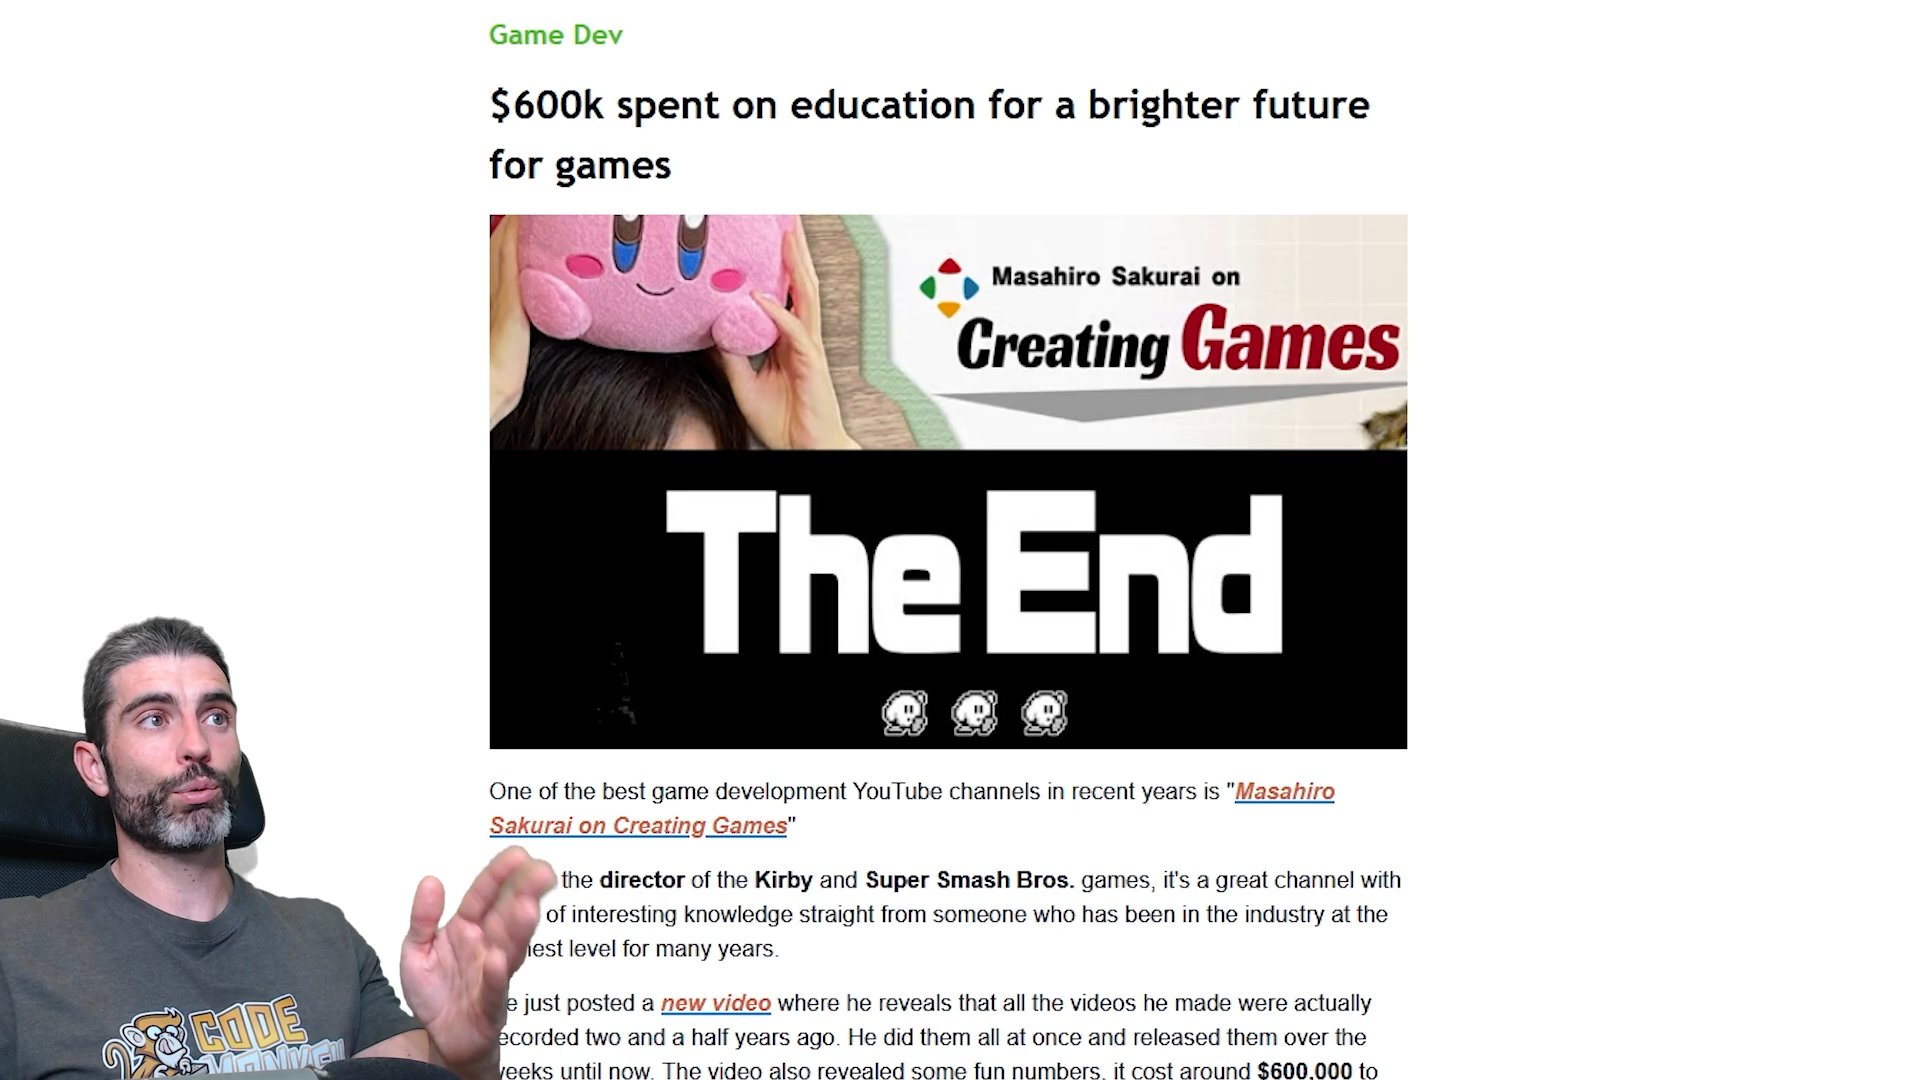 Game Dev
$600k spent on education for a brighter future
for games
Masahiro Sakurai on
Creating Games
The End
One of the best game development YouTube channels in recent years is "Masahiro
Sakurai on Creating Games"
the director of the Kirby and Super Smash Bros. games, it's a great channel with
of interesting knowledge straight from someone who has been in the industry at the
level for many years.
just posted a new video where he reveals that all the videos he made were actually
ecorded two and a half years ago. He did them all at once and released them over the
eeks until now. The video also revealed some fun numbers, it cost around $600,000 to
CODE
MONKEY